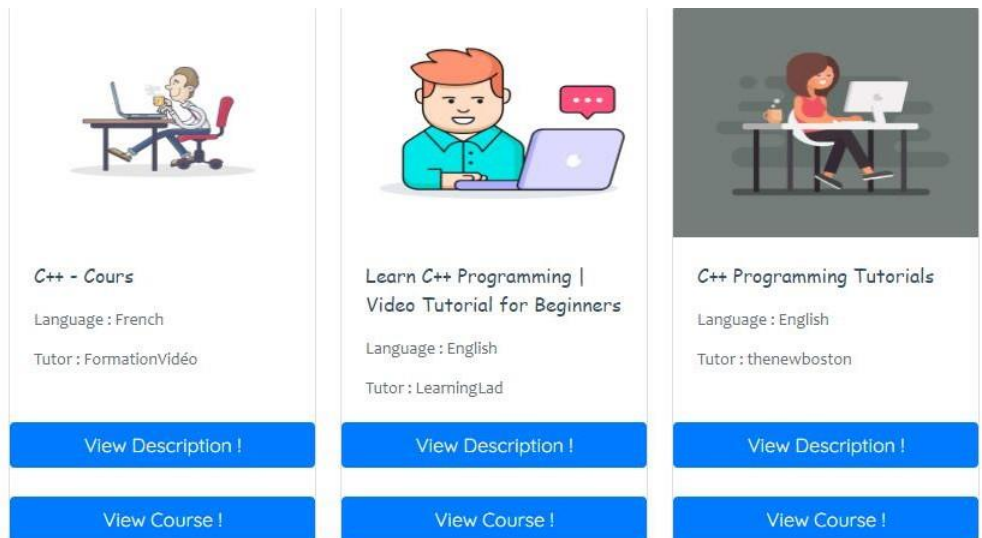 C++ - Cours
Language : French
Tutor : FormationVidéo
View Description !
View Course !
Learn C++ Programming |
Video Tutorial for Beginners
Language : English
Tutor : LearningLad
View Description !
View Course !
C++ Programming Tutorials
Language : English
Tutor : thenewboston
View Description !
View Course !